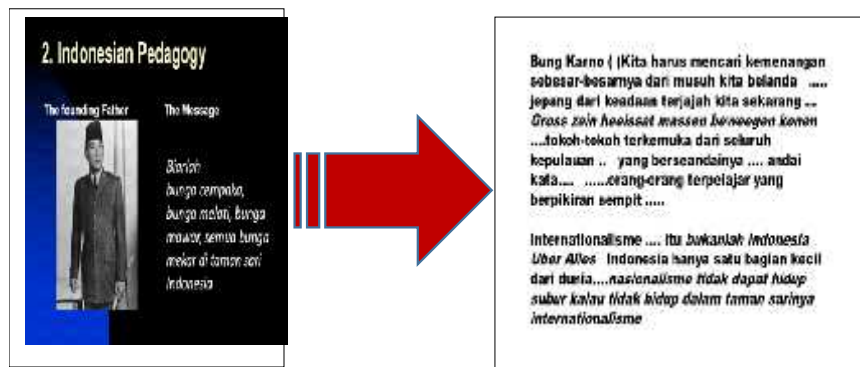 2. Indonesian Pedagogy
The founding Father
The Message
Biarlah
bunga cempaka,
bunga melati, bunga
mawar, semua bunga
mekar di taman sari
Indonesia
Bung Karno ( (Kita harus mencari kemenangan
sebesar-besarnya dari musuh kita belanda .....
jepang dari keadaan terjajah kita sekarang ...
Gross zein heeissat massen beweegen konen
....tokoh-tokoh terkemuka dari seluruh
kepulauan .. yang berseandainya .... andai
kata.... ......orang-orang terpelajar yang
berpikiran sempit .....
Internationalisme .... itu bukanlah Indonesia
Uber Alles Indonesia hanya satu bagian kecil
dari dunia....nasionalisme tidak dapat hidup
subur kalau tidak hidup dalam taman sarinya
internationalisme